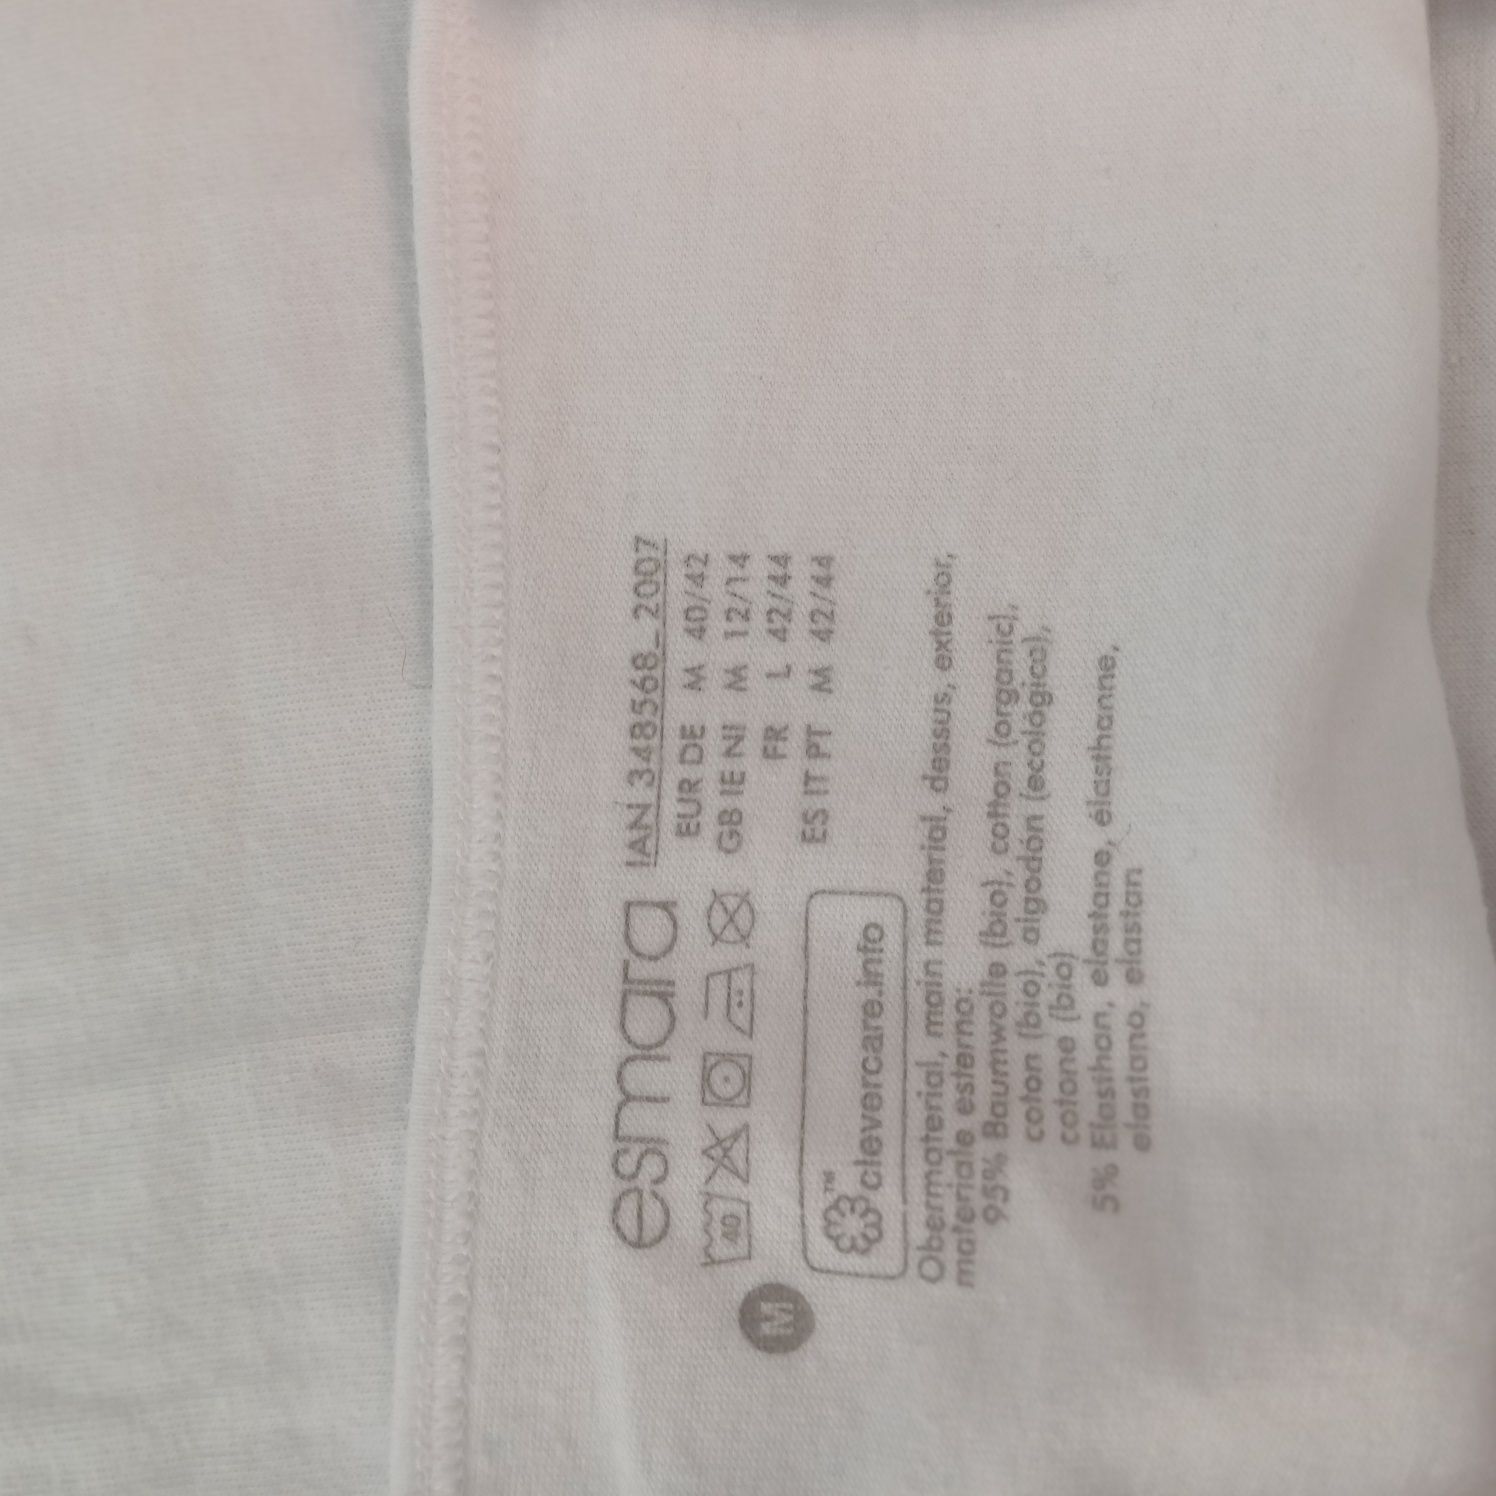 esmara IAN 348568_2007
40
EUR DE M 40/42
GB IE NI M 12/14
FR L 42/44
ES IT PT M 42/44
M
™
clevercare.info
Obermaterial, main material, dessus, exterior,
materiale esterno:
95% Baumwolle (bio), cotton (organic),
coton (bio), algodón (ecológico),
cotone (bio)
5% Elasthan, elastane, élasthanne,
elastano, elastan